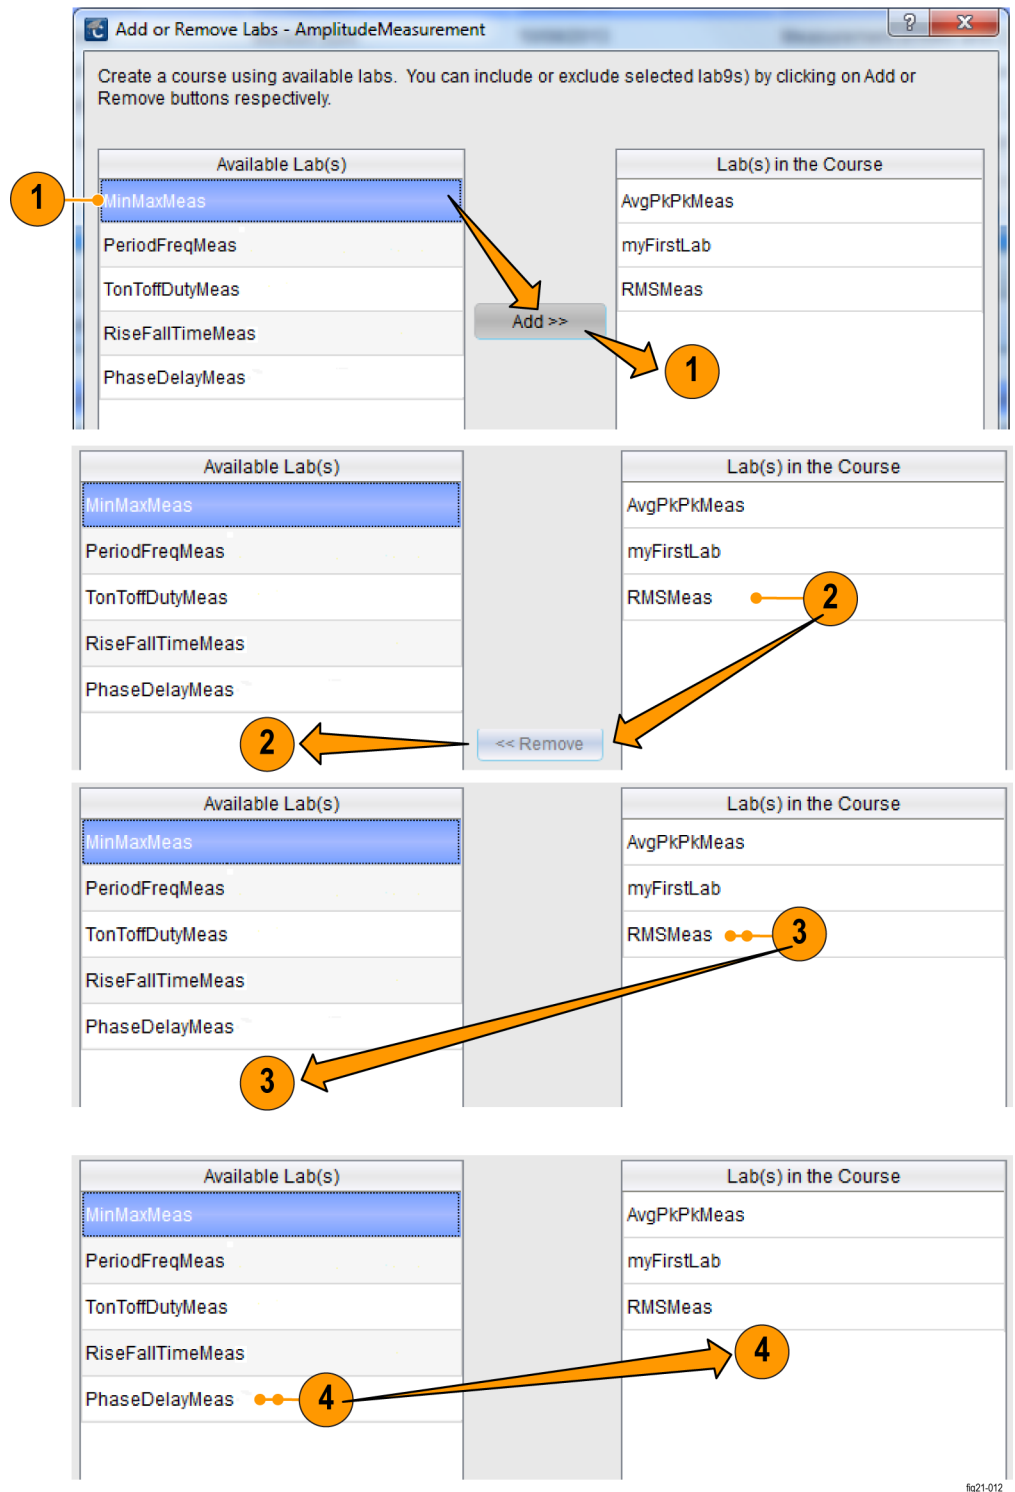 Add or Remove Labs - AmplitudeMeasurement
?
X
Create a course using available labs. You can include or exclude selected lab9s) by clicking on Add or
Remove buttons respectively.
Available Lab(s)
Lab(s) in the Course
1
MinMaxMeas
AvgPkPkMeas
PeriodFreqMeas
myFirstLab
TonToffDutyMeas
RMSMeas
Add >>
RiseFallTimeMeas
1
PhaseDelayMeas
Available Lab(s)
Lab(s) in the Course
MinMaxMeas
AvgPkPkMeas
PeriodFreqMeas
myFirstLab
TonToffDutyMeas
RMSMeas
2
RiseFallTimeMeas
PhaseDelayMeas
2
<< Remove
Available Lab(s)
Lab(s) in the Course
MinMaxMeas
AvgPkPkMeas
PeriodFreqMeas
myFirstLab
TonToffDutyMeas
RMSMeas
3
RiseFallTimeMeas
PhaseDelayMeas
3
Available Lab(s)
Lab(s) in the Course
MinMaxMeas
AvgPkPkMeas
PeriodFreqMeas
myFirstLab
TonToffDutyMeas
RMSMeas
RiseFallTimeMeas
4
PhaseDelayMeas
4
fig21-012